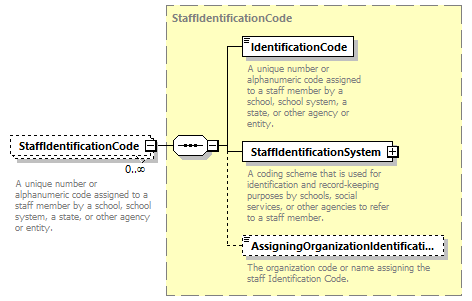 StaffIdentificationCode
IdentificationCode
A unique number or
alphanumeric code assigned
to a staff member by a
school, school system, a
state, or other agency or
entity.
StaffIdentificationCode
0..∞
A unique number or
alphanumeric code assigned to a
staff member by a school, school
system, a state, or other agency
or entity.
StaffIdentificationSystem
A coding scheme that is used for
identification and record-keeping
purposes by schools, social
services, or other agencies to refer
to a staff member.
AssigningOrganizationIdentificati...
The organization code or name assigning the
staff Identification Code.